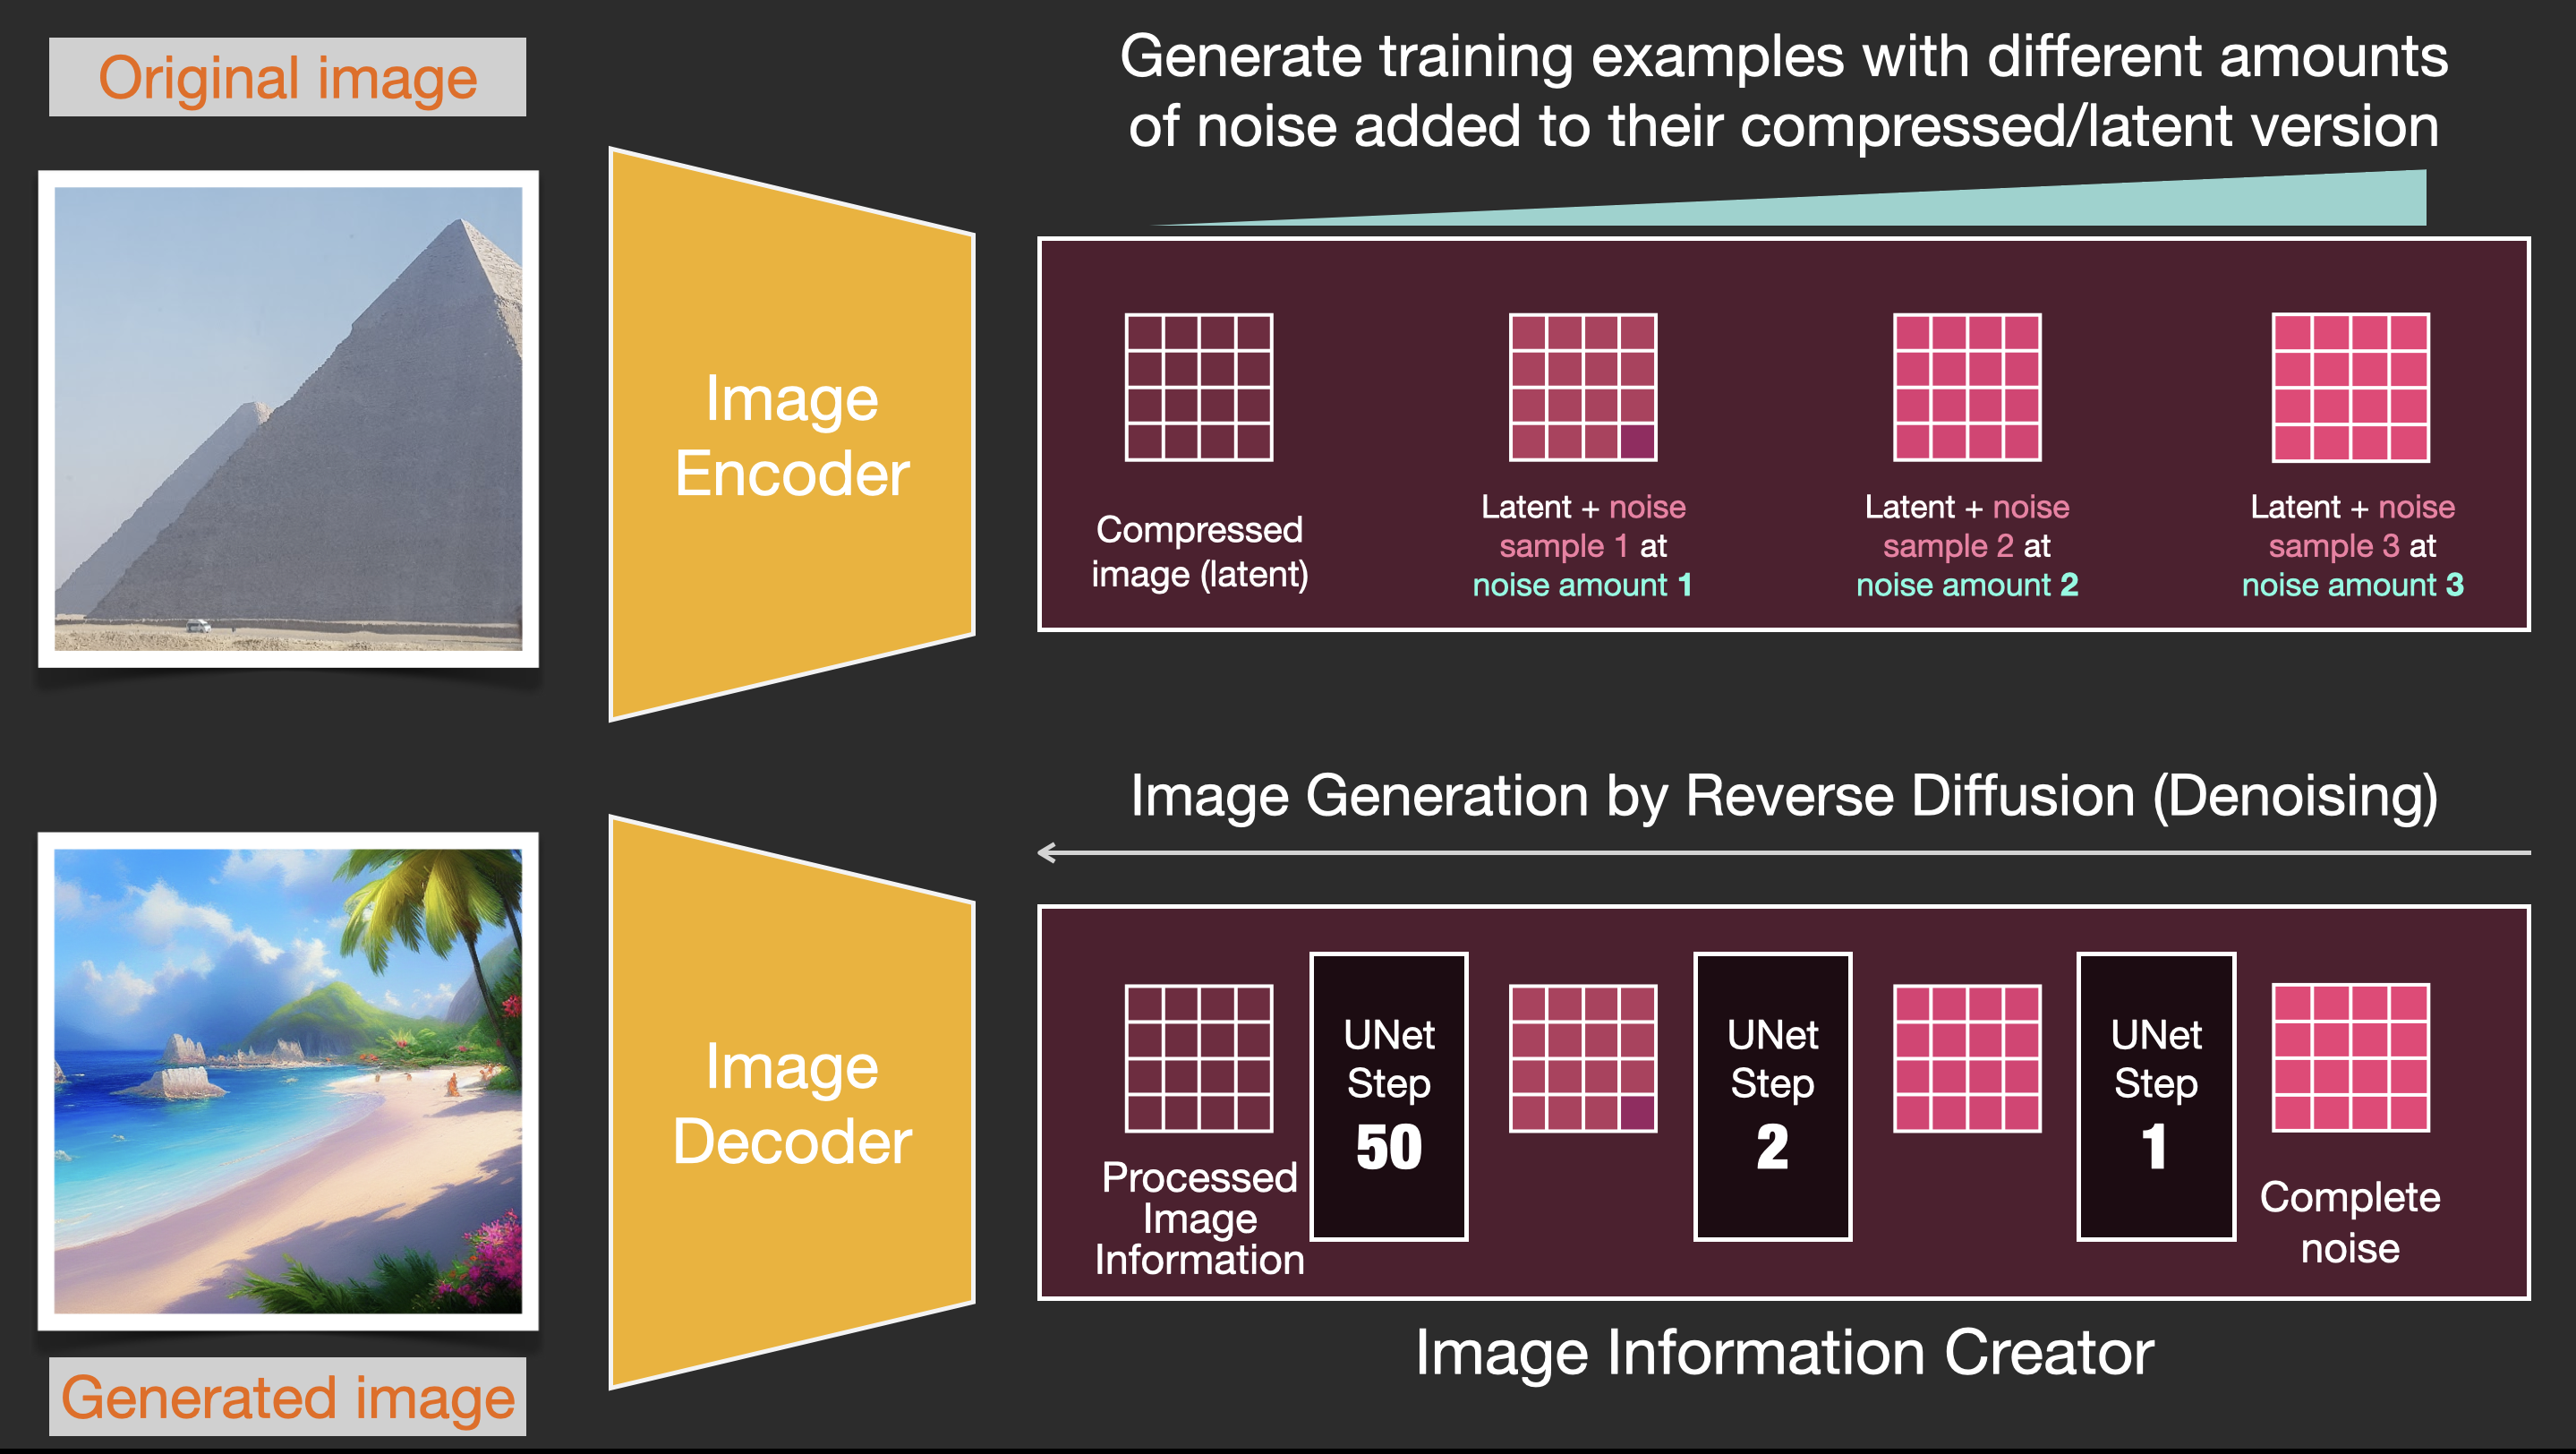 Original image
Generate training examples with different amounts
of noise added to their compressed/latent version
Image
Encoder
Compressed
image (latent)
Latent + noise
sample 1 at
noise amount 1
Latent + noise
sample 2 at
noise amount 2
Latent + noise
sample 3 at
noise amount 3
Image Generation by Reverse Diffusion (Denoising)
Image
Decoder
Processed
Image
Information
UNet
Step
50
UNet
Step
2
UNet
Step
1
Complete
noise
Image Information Creator
Generated image